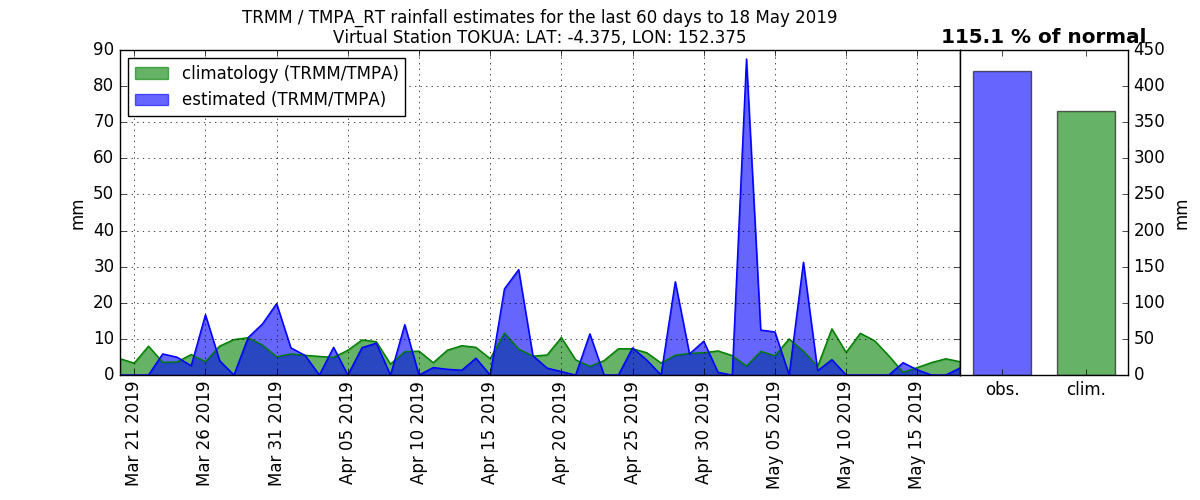 TRMM / TMPA_RT rainfall estimates for the last 60 days to 18 May 2019
Virtual Station TOKUA: LAT: -4.375, LON: 152.375
115.1 % of normal
climatology (TRMM/TMPA)
estimated (TRMM/TMPA)
90
80
70
60
50
40
30
20
10
0
mm
Mar 21 2019
Mar 26 2019
Mar 31 2019
Apr 05 2019
Apr 10 2019
Apr 15 2019
Apr 20 2019
Apr 25 2019
Apr 30 2019
May 05 2019
May 10 2019
May 15 2019
obs.
clim.
450
400
350
300
250
200
150
100
50
0
mm